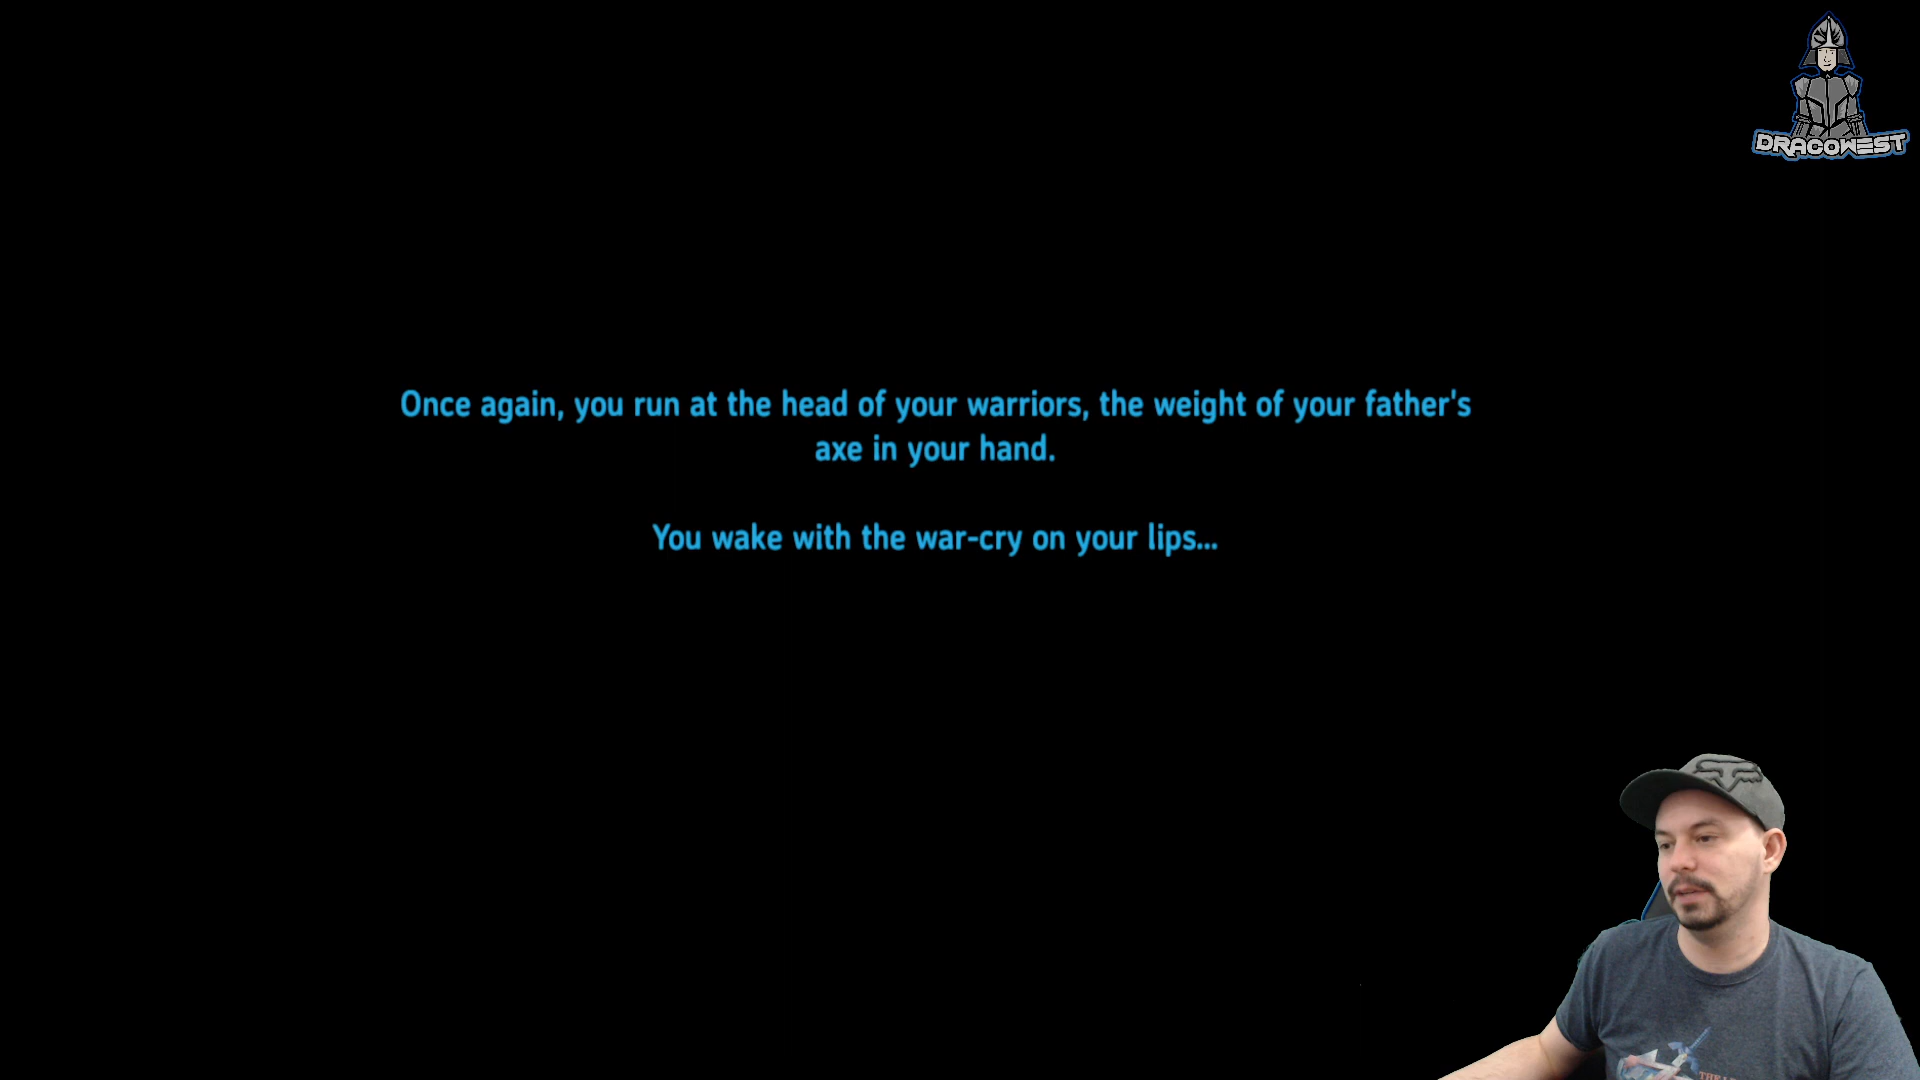 DRACOWEST
Once again, you run at the head of your warriors, the weight of your father's
axe in your hand.
You wake with the war-cry on your lips...